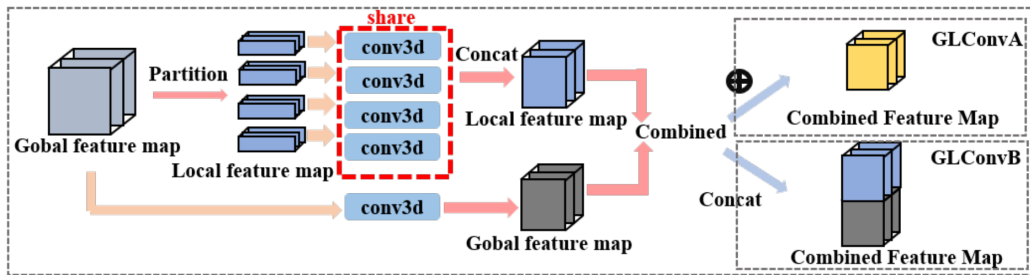 share
conv3d
conv3d
conv3d
conv3d
Partition
Concat
Gobal feature map
Local feature map
Local feature map
conv3d
Gobal feature map
Combined
GLConvA
Combined Feature Map
GLConvB
Concat
Combined Feature Map